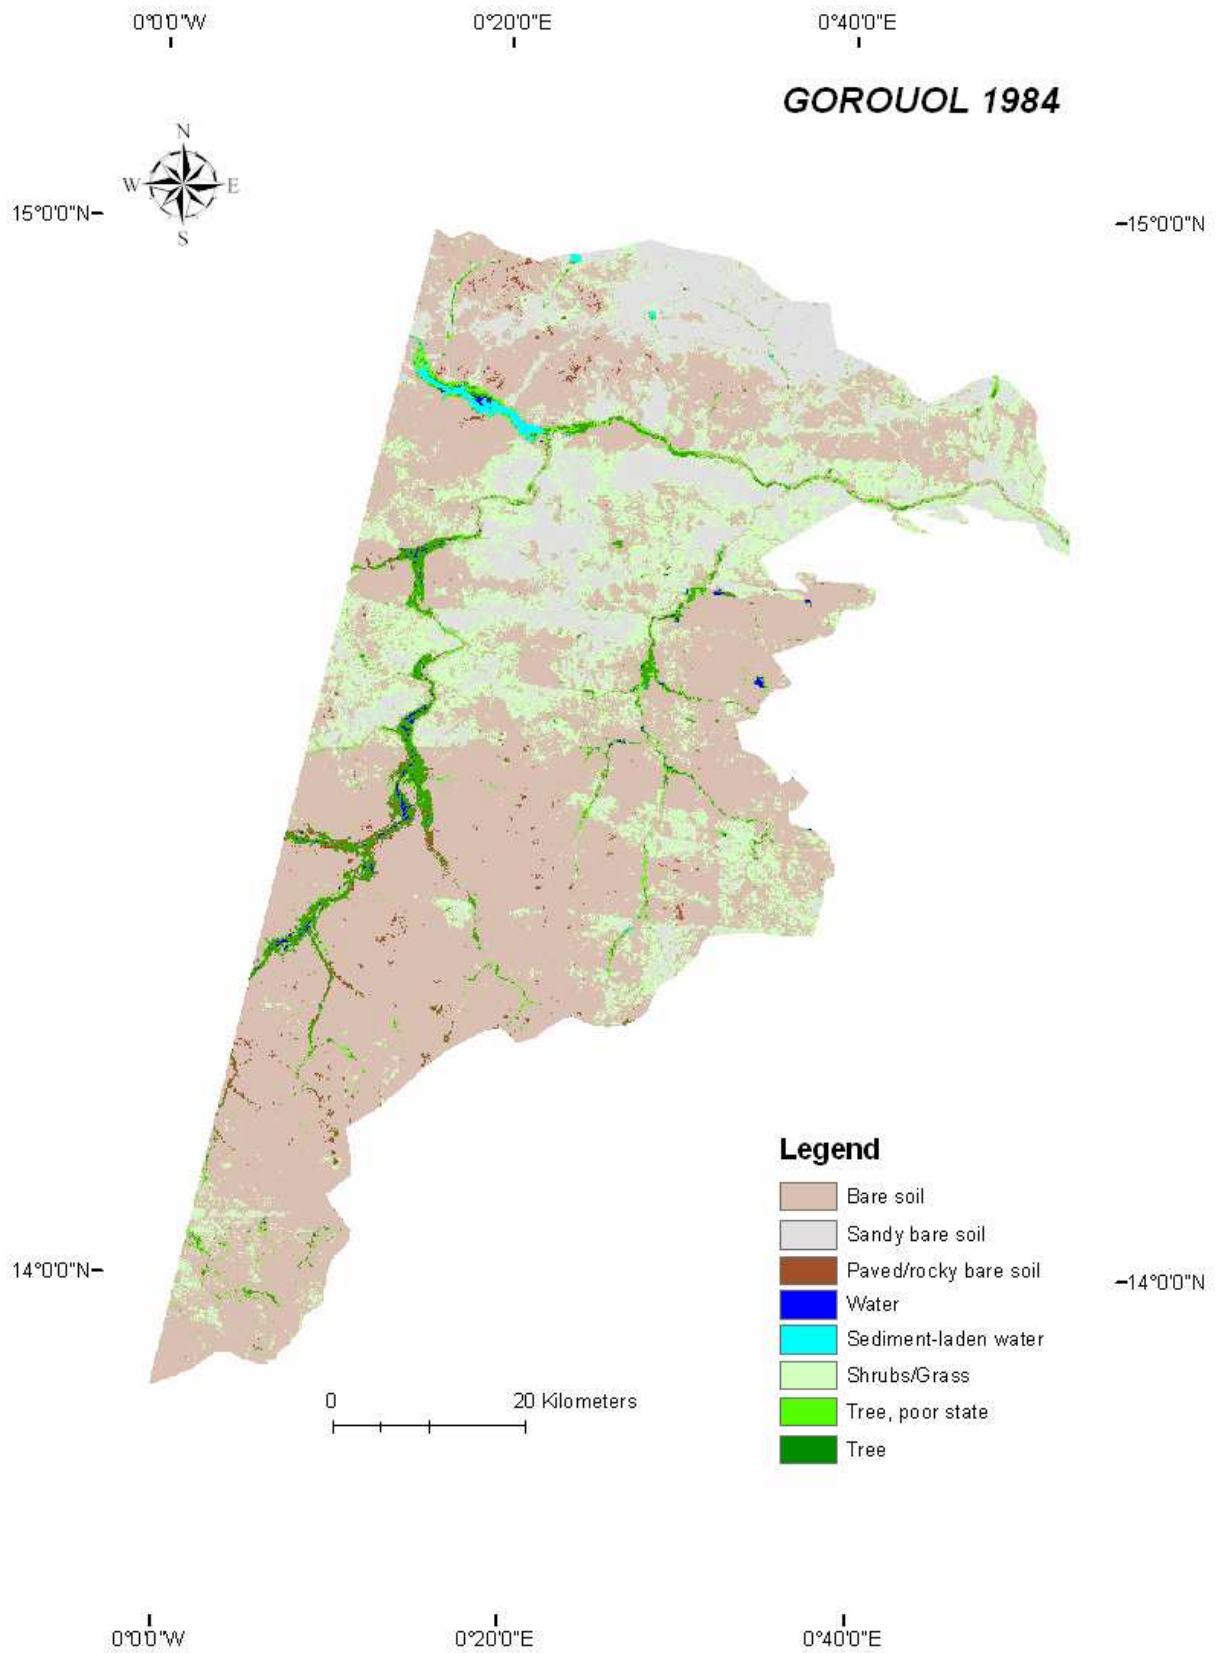 0°0'0"W 0°20'0"E 0°40'0"E
GOROUOL 1984
N
W E
S
15°0'0"N 15°0'0"N
Legend
Bare soil
Sandy bare soil
Paved/rocky bare soil
Water
Sediment-laden water
Shrubs/Grass
Tree, poor state
Tree
14°0'0"N 14°0'0"N
0 20 Kilometers
0°0'0"W 0°20'0"E 0°40'0"E